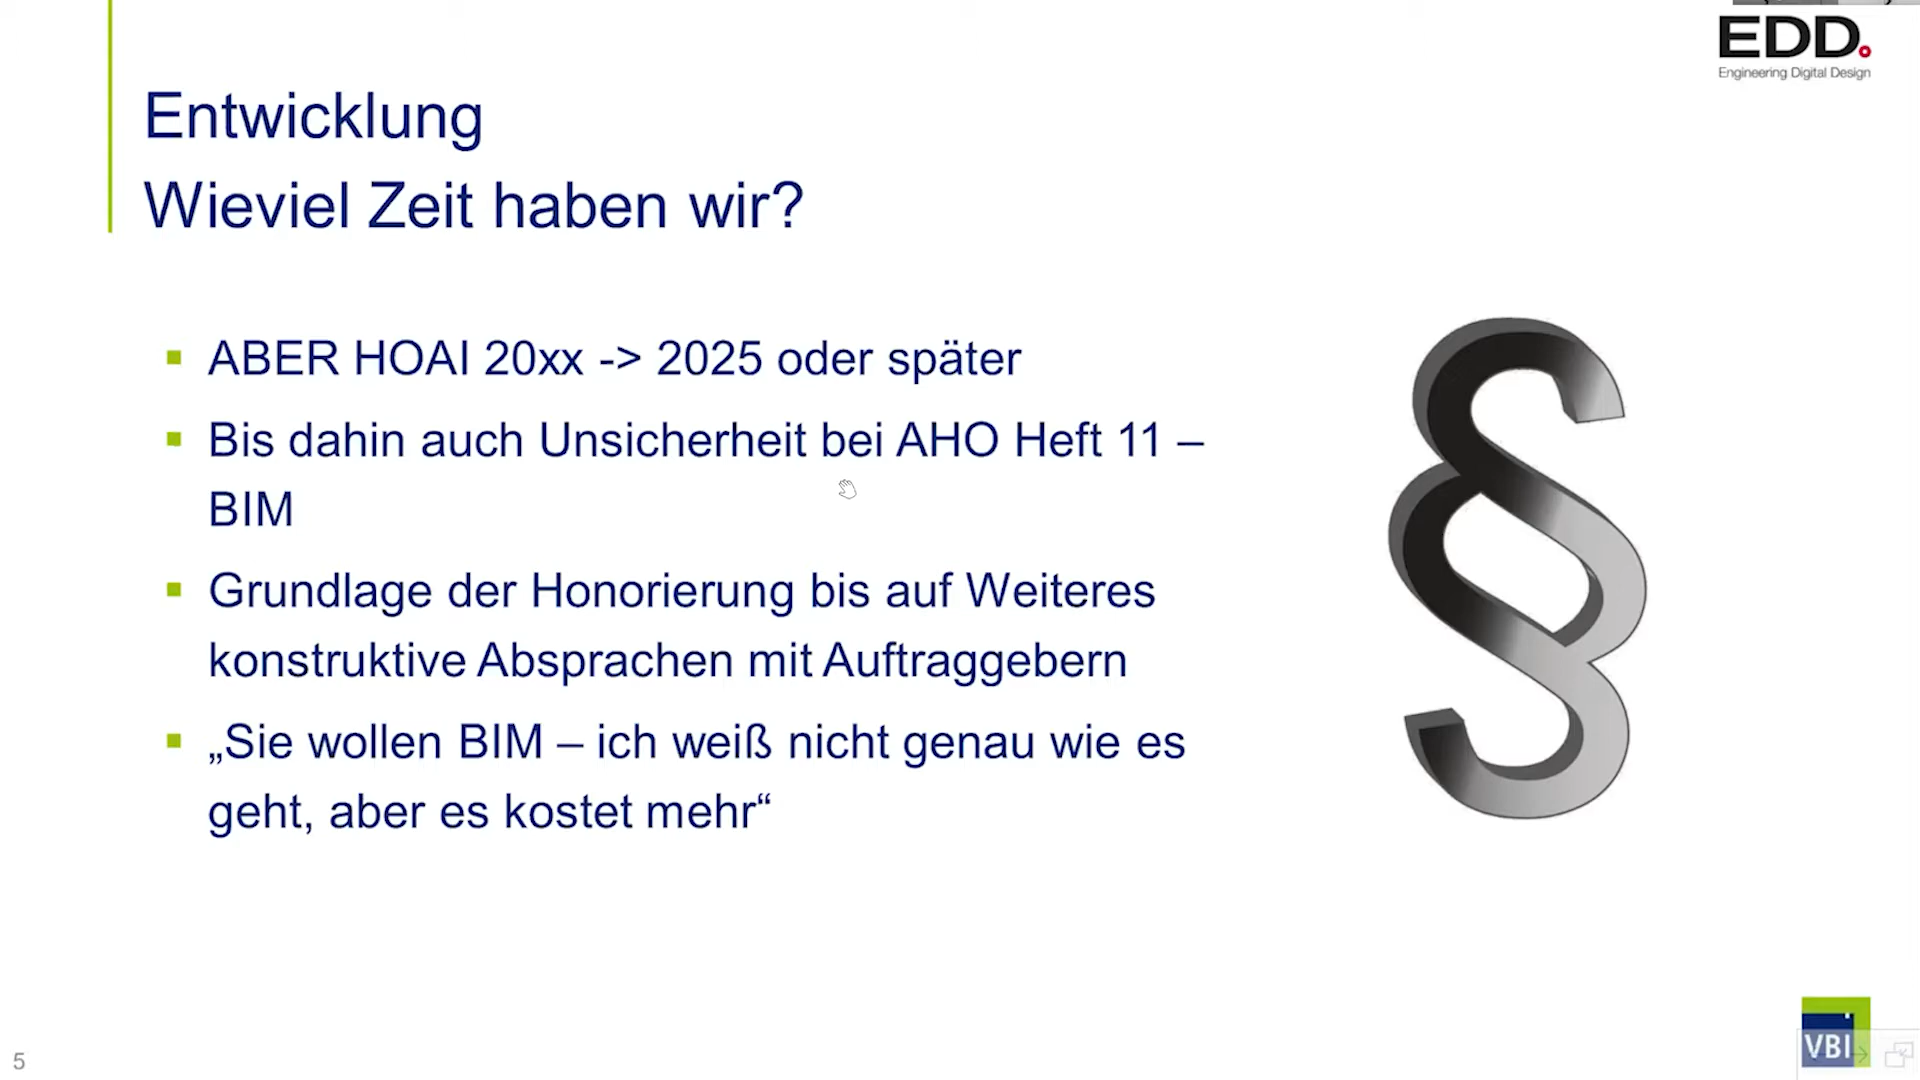 EDD.
Engineering Digital Design
Entwicklung
Wieviel Zeit haben wir?
ABER HOAI 20xx -> 2025 oder später
Bis dahin auch Unsicherheit bei AHO Heft 11 –
BIM
Grundlage der Honorierung bis auf Weiteres
konstruktive Absprachen mit Auftraggebern
„Sie wollen BIM – ich weiß nicht genau wie es
geht, aber es kostet mehr“
§
VBI
5